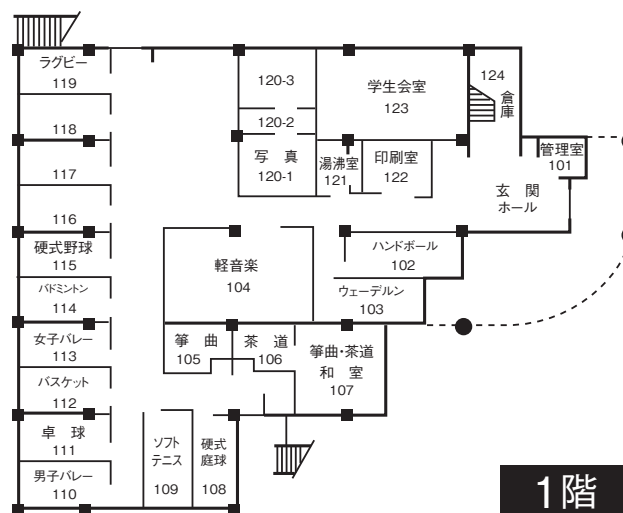 ラグビー
119
118
117
116
硬式野球
115
バドミントン
114
女子バレー
113
バスケット
112
卓 球
111
男子バレー
110
120-3
120-2
写 真
120-1
学生会室
123
124
倉庫
湯沸室
121
印刷室
122
管理室
101
玄 関
ホール
軽音楽
104
ハンドボール
102
ウェーデルン
103
箏 曲
105
茶 道
106
箏曲・茶道
和 室
107
ソフト
テニス
109
硬式
庭球
108
1階